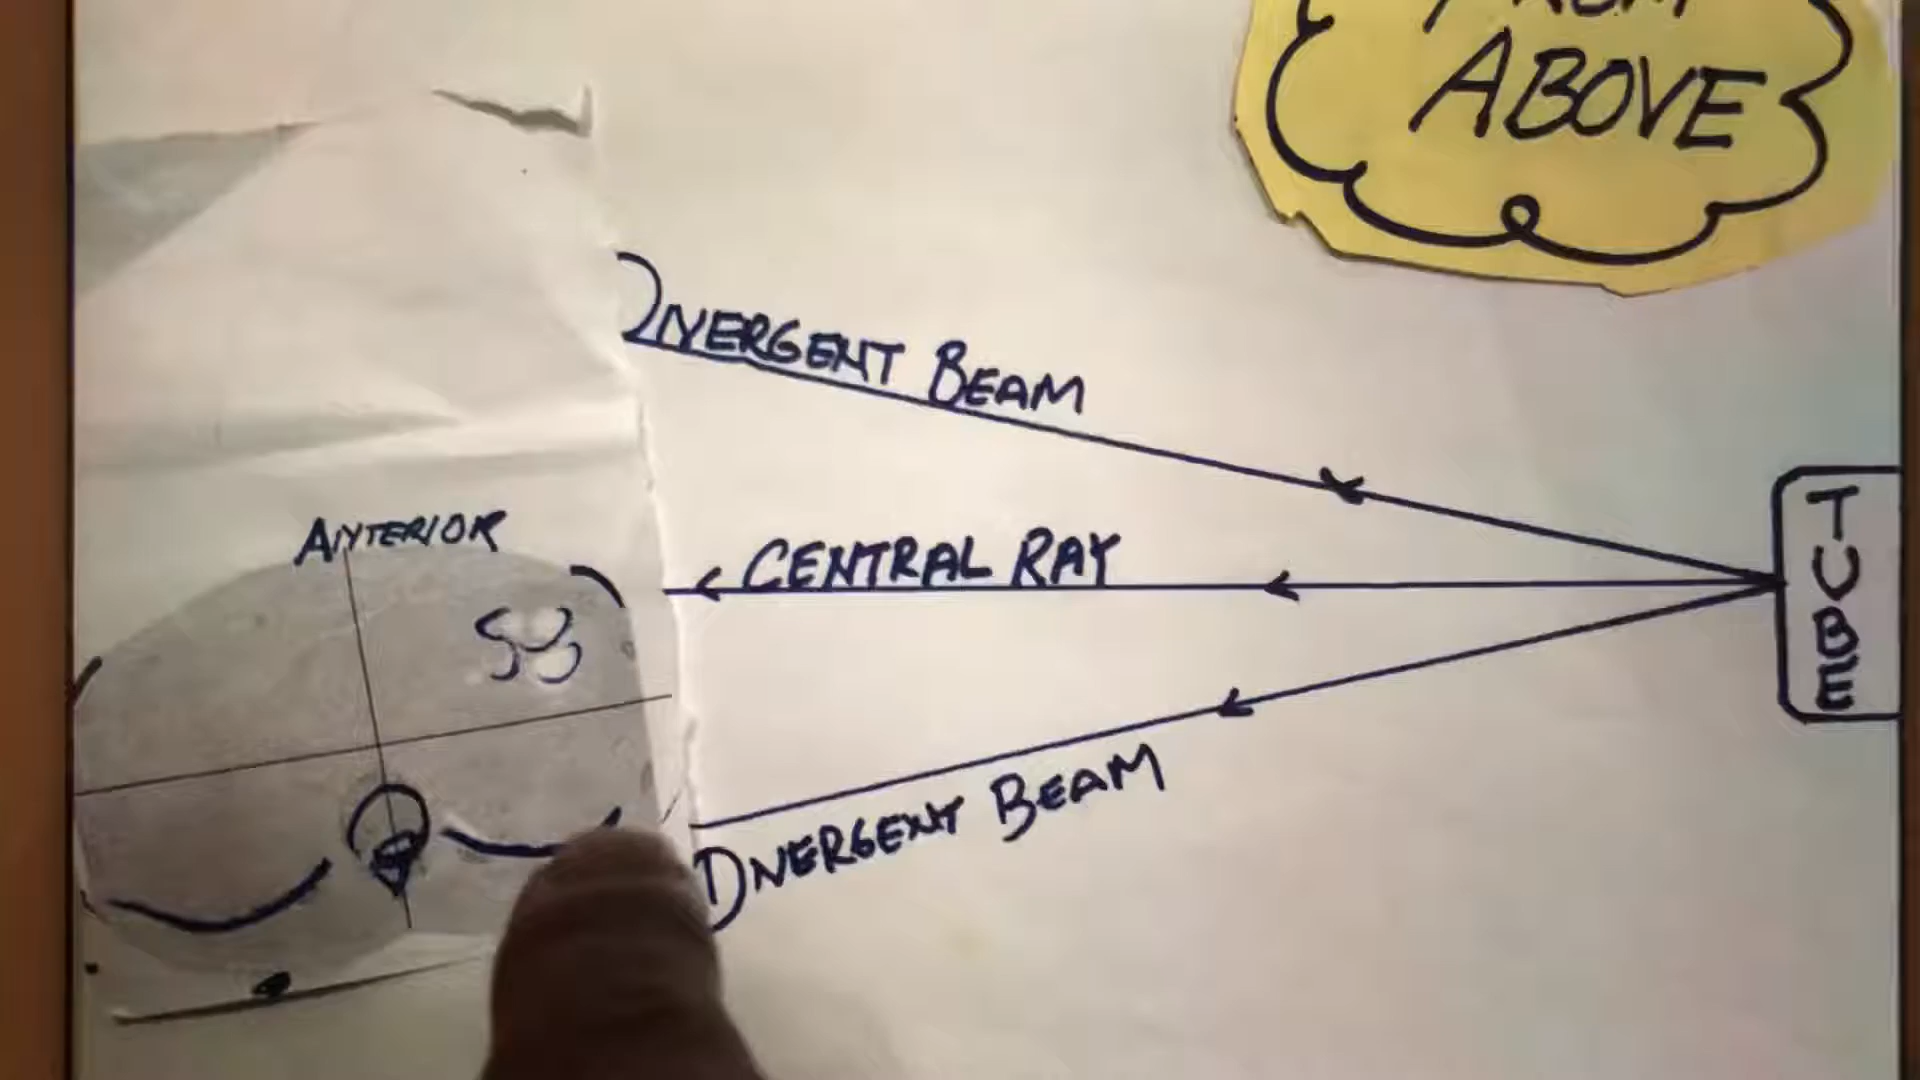 ABOVE
DIVERGENT BEAM
ANTERIOR
CENTRAL RAY
TUBE
DIVERGENT BEAM